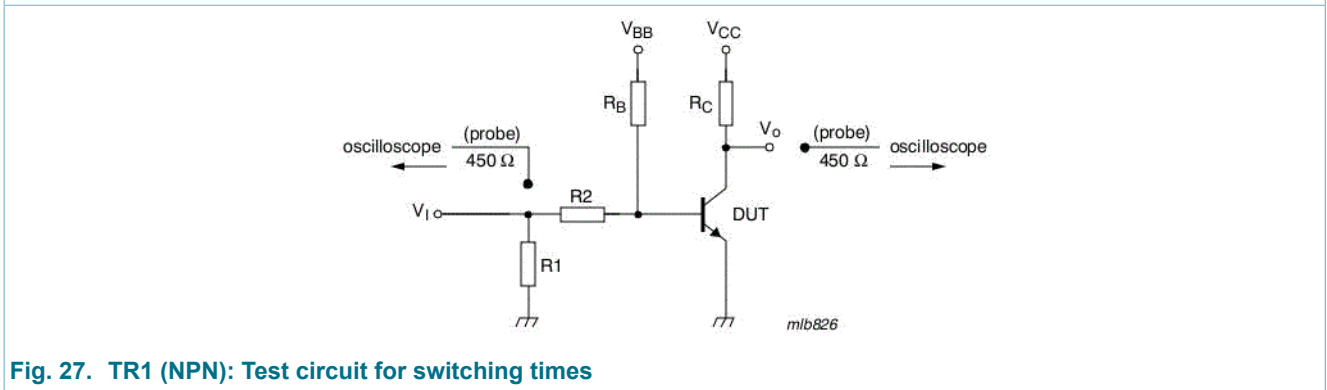 VBB
VCC
RB
RC
Vo
(probe)
450 Ω
oscilloscope
(probe)
450 Ω
oscilloscope
R2
VI
DUT
R1
mlb826
Fig. 27. TR1 (NPN): Test circuit for switching times